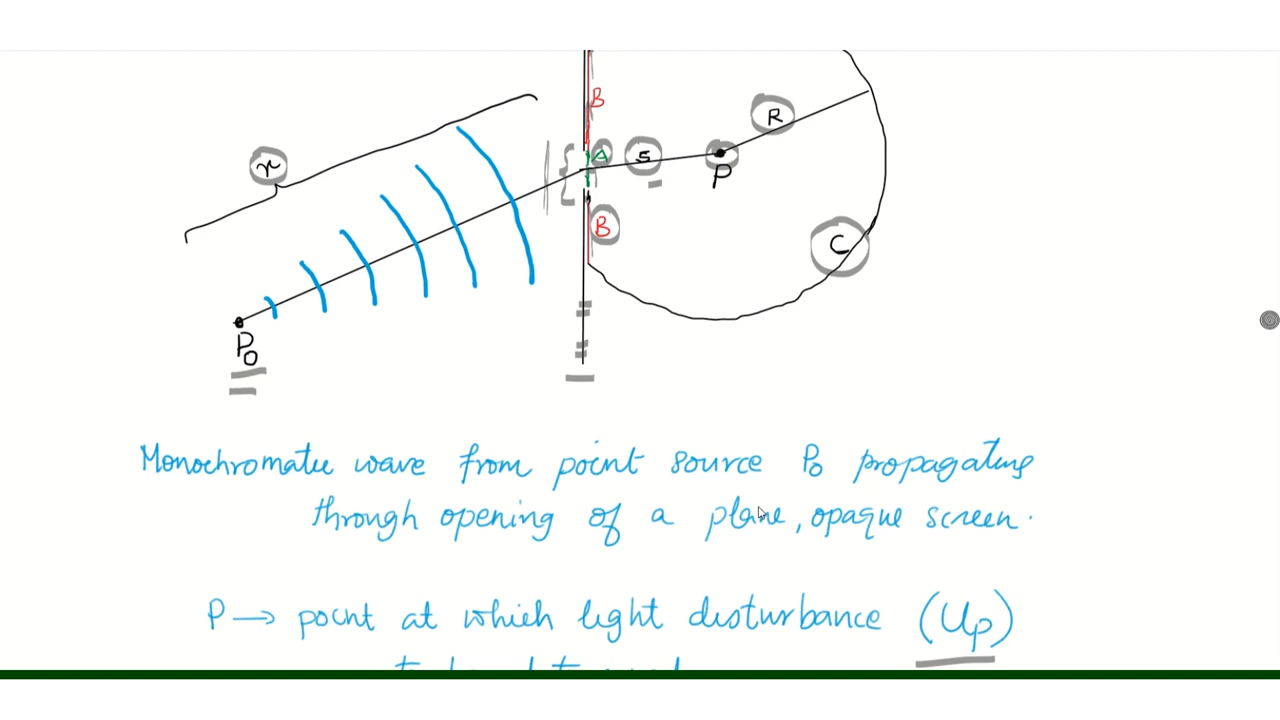 B
R
A
S
r
P
B
C
P0
Monochromatic wave from point source P0 propagating
through opening of a plane, opaque screen.
P → point at which light disturbance (Up)